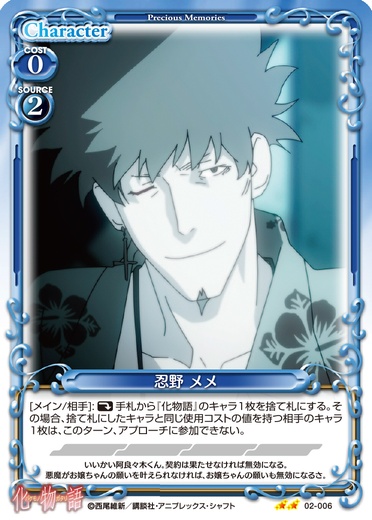 Precious Memories
Character
COST
0
SOURCE
2
忍野 メメ
[メイン/相手]: 手札から『化物語』のキャラ1枚を捨て札にする。そ
の場合、捨て札にしたキャラと同じ使用コストの値を持つ相手のキャラ
1枚は、このターン、アプローチに参加できない。
いいかい阿良々木くん、契約は果たせなければ無効になる。
悪魔がお嬢ちゃんの願いを叶えられなければ、お嬢ちゃんの願いも無効になる。
化物語
©西尾維新/講談社・アニプレックス・シャフト
02-006